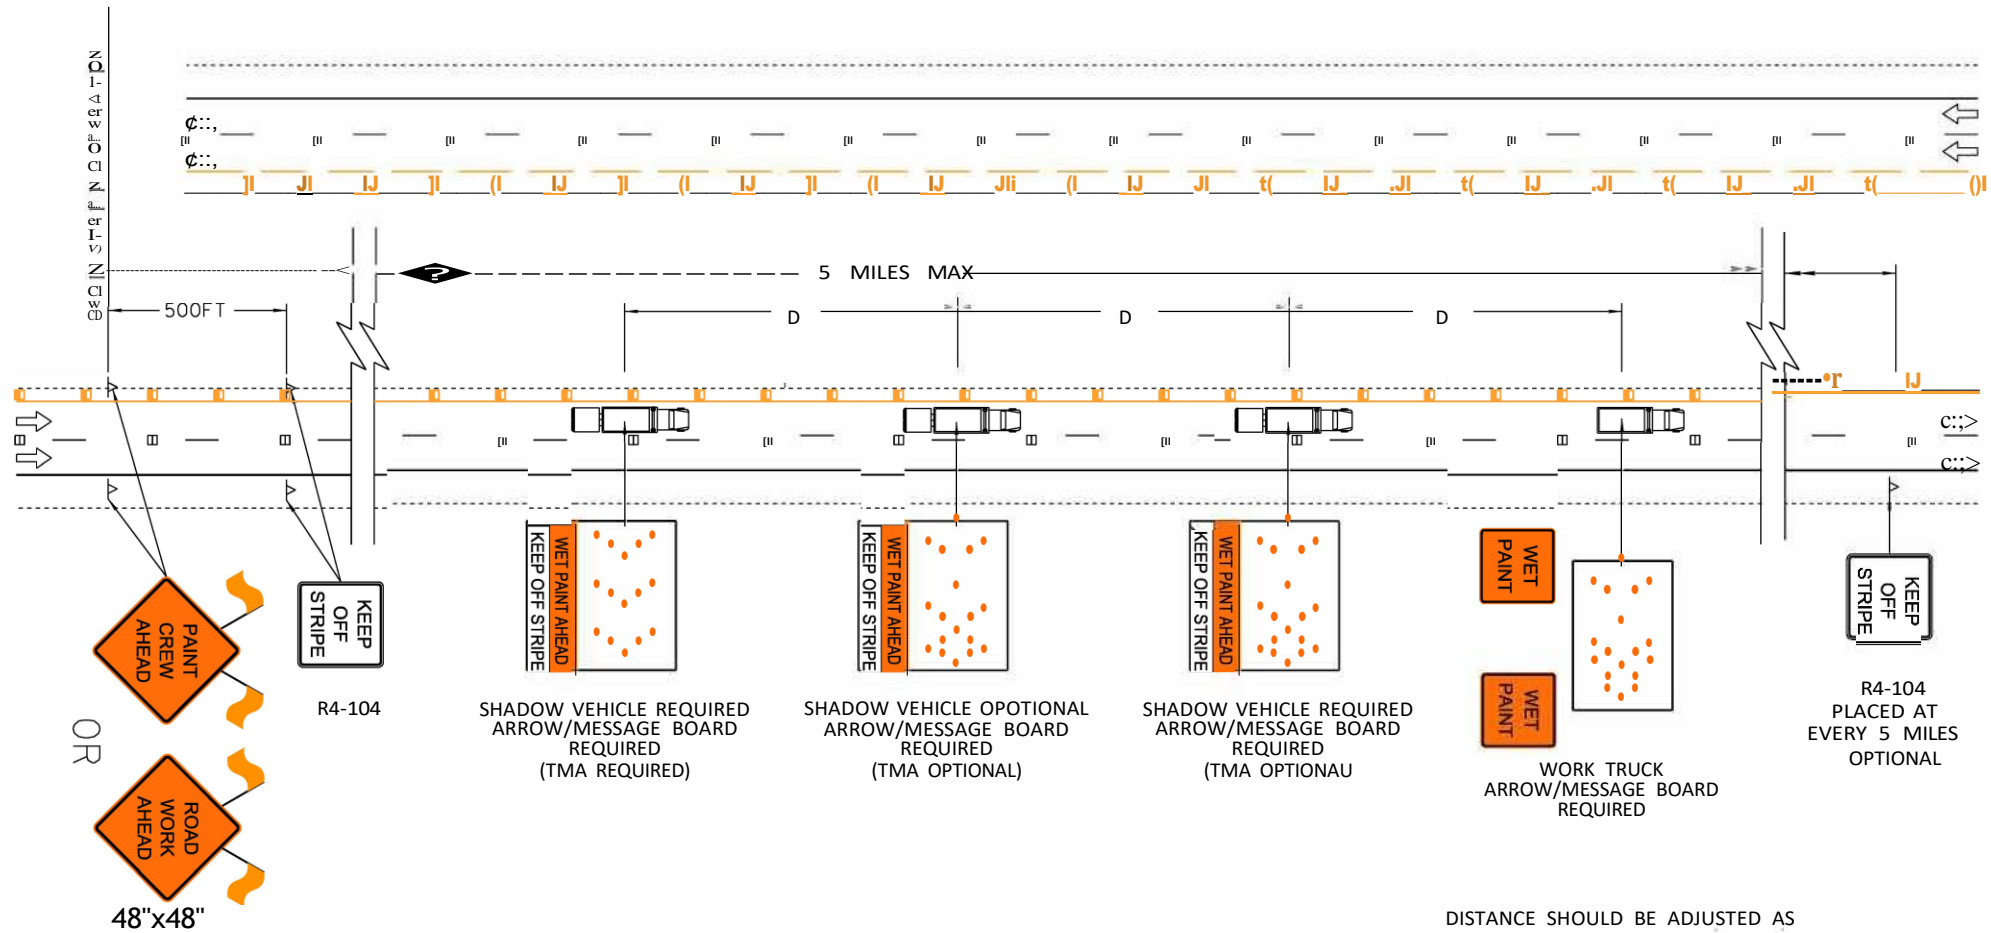 5 MILES MAX
500FT
D
D
D
PAINT
CREW
AHEAD
OR
ROAD
WORK
AHEAD
48"x48"
KEEP
OFF
STRIPE
R4-104
WET PAINT AHEAD
KEEP OFF STRIPE
SHADOW VEHICLE REQUIRED
ARROW/MESSAGE BOARD
REQUIRED
(TMA REQUIRED)
WET PAINT AHEAD
KEEP OFF STRIPE
SHADOW VEHICLE OPOTIONAL
ARROW/MESSAGE BOARD
REQUIRED
(TMA OPTIONAL)
WET PAINT AHEAD
KEEP OFF STRIPE
SHADOW VEHICLE REQUIRED
ARROW/MESSAGE BOARD
REQUIRED
(TMA OPTIONAU
WET
PAINT
WET
PAINT
WORK TRUCK
ARROW/MESSAGE BOARD
REQUIRED
KEEP
OFF
STRIPE
R4-104
PLACED AT
EVERY 5 MILES
OPTIONAL
DISTANCE SHOULD BE ADJUSTED AS